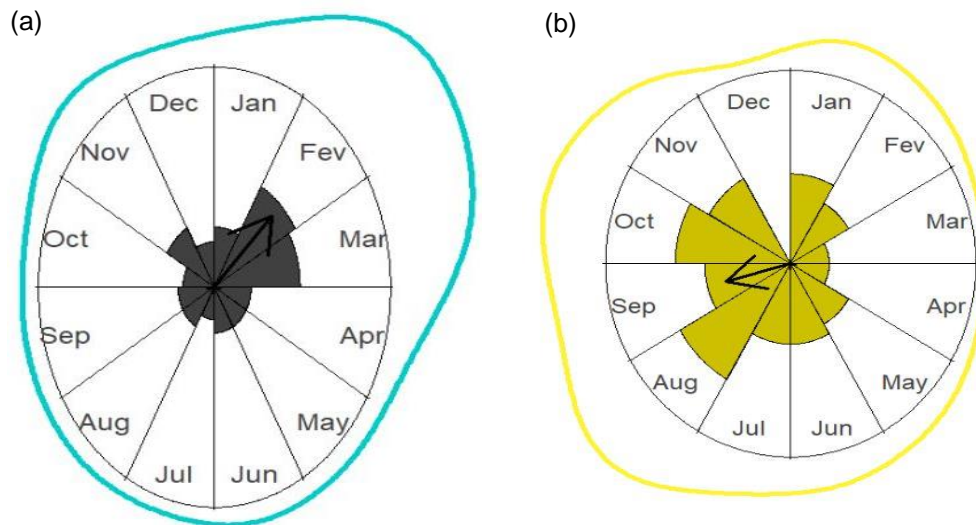 (a)
Dec Jan
Nov Fev
Oct Mar
Sep Apr
Aug May
Jul Jun
(b)
Dec Jan
Nov Fev
Oct Mar
Sep Apr
Aug May
Jul Jun